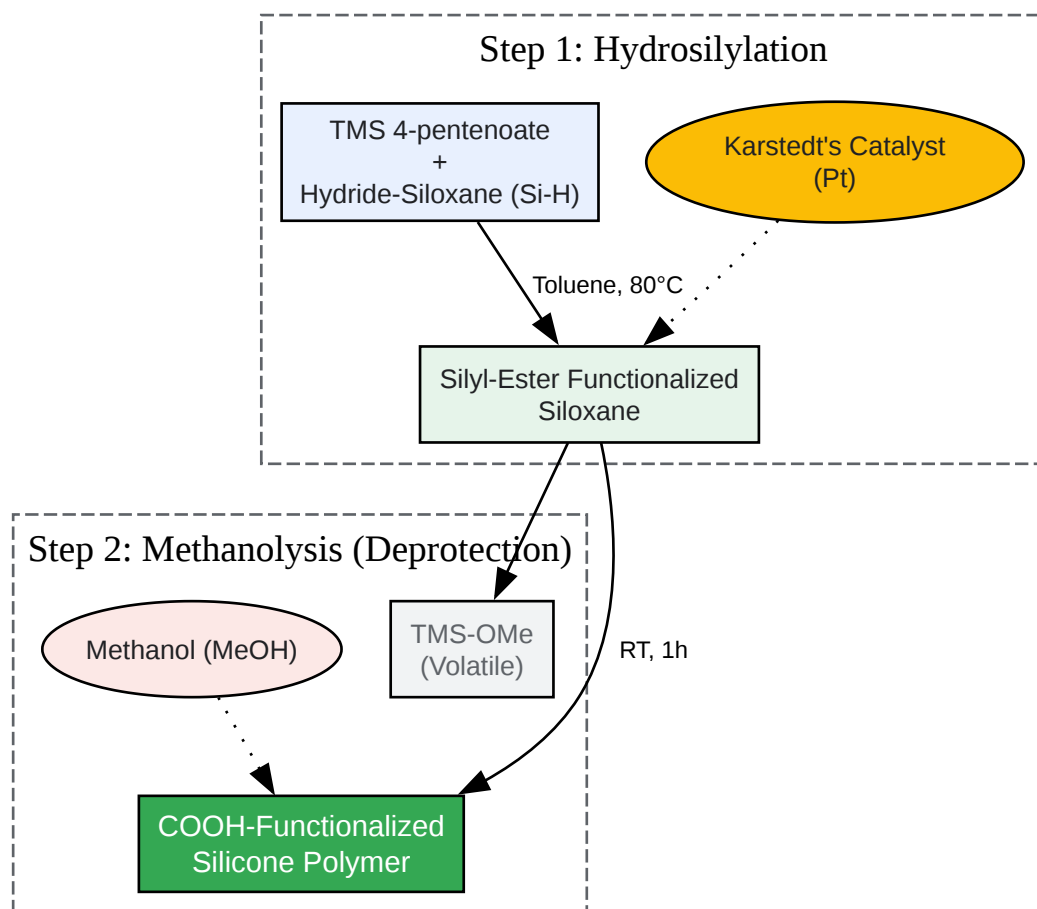 Step 1: Hydrosilylation
TMS 4-pentenoate
+
Hydride-Siloxane (Si-H)
Karstedt's Catalyst
(Pt)
Toluene, 80°C
Silyl-Ester Functionalized
Siloxane
Step 2: Methanolysis (Deprotection)
Methanol (MeOH)
TMS-OMe
(Volatile)
RT, 1h
COOH-Functionalized
Silicone Polymer